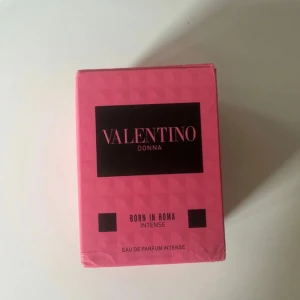 VALENTINO
DONNA
BORN IN ROMA
INTENSE
EAU DE PARFUM INTENSE